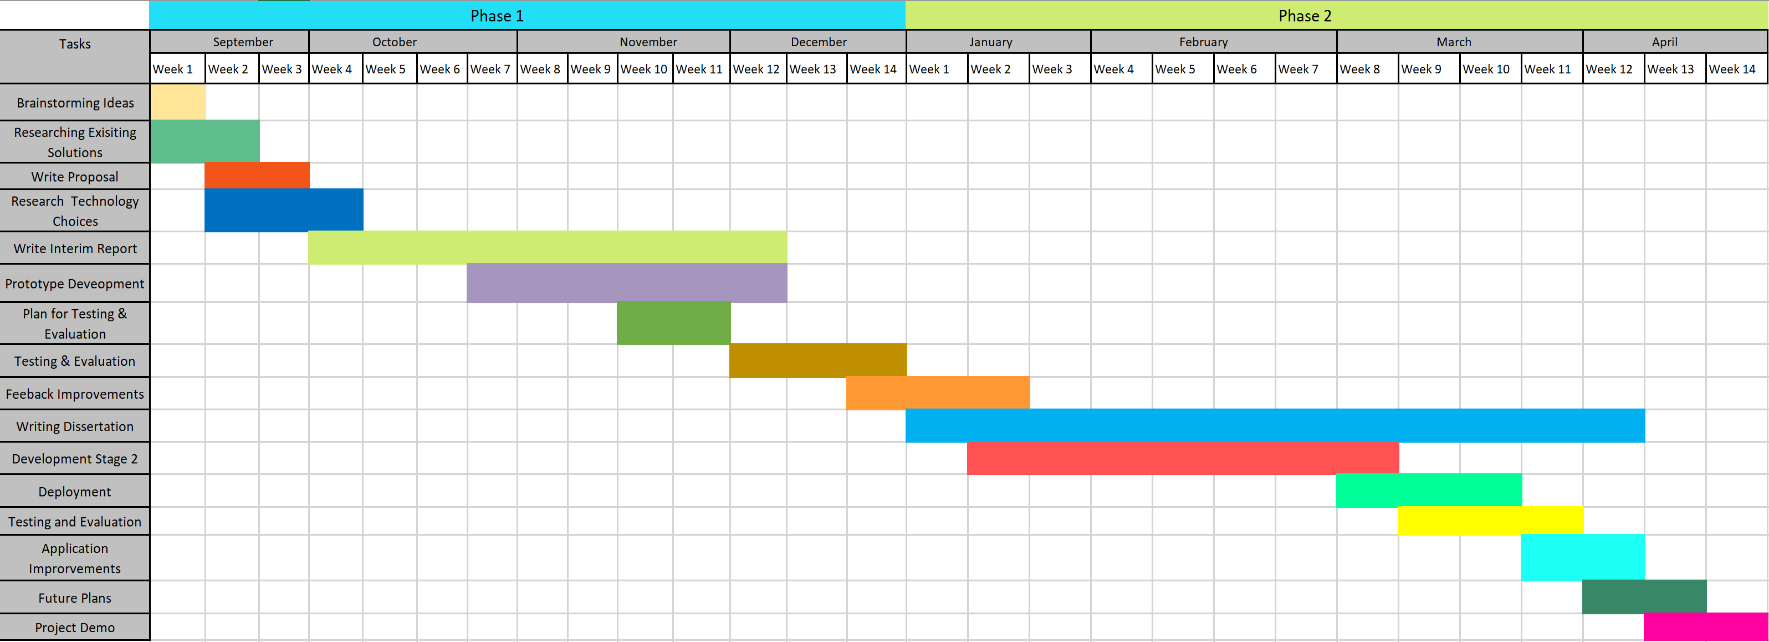 Phase 1 Phase 2
Tasks September October November December January February March April
Week 1 Week 2 Week 3 Week 4 Week 5 Week 6 Week 7 Week 8 Week 9 Week 10 Week 11 Week 12 Week 13 Week 14 Week 1 Week 2 Week 3 Week 4 Week 5 Week 6 Week 7 Week 8 Week 9 Week 10 Week 11 Week 12 Week 13 Week 14
Brainstorming Ideas
Researching Exisiting
Solutions
Write Proposal
Research Technology
Choices
Write Interim Report
Prototype Deveopment
Plan for Testing &
Evaluation
Testing & Evaluation
Feeback Improvements
Writing Dissertation
Development Stage 2
Deployment
Testing and Evaluation
Application
Improrvements
Future Plans
Project Demo